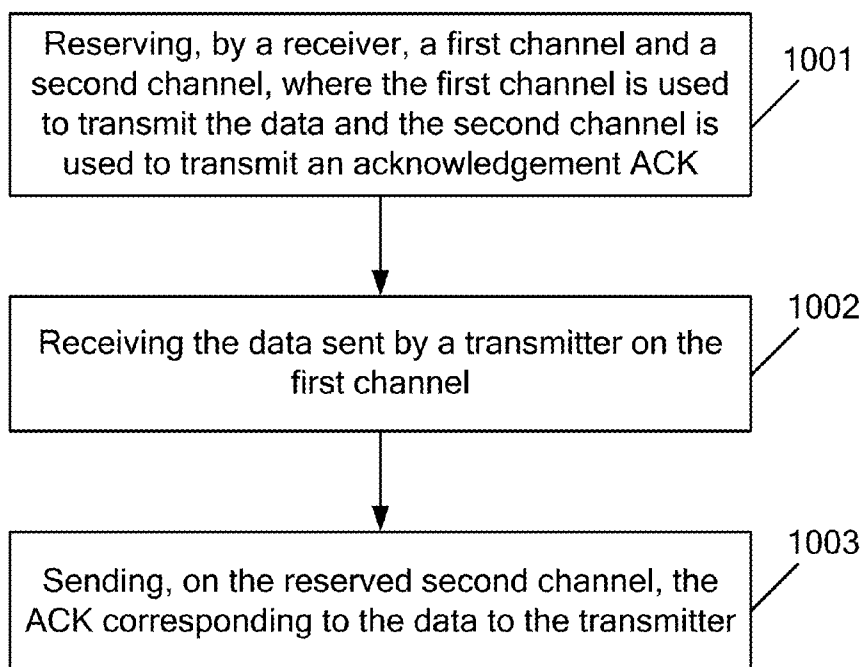 Reserving, by a receiver, a first channel and a
second channel, where the first channel is used
to transmit the data and the second channel is
used to transmit an acknowledgement ACK
1001
Receiving the data sent by a transmitter on the
first channel
1002
Sending, on the reserved second channel, the
ACK corresponding to the data to the transmitter
1003